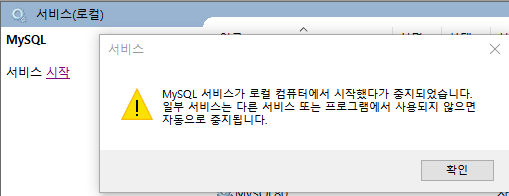 서비스(로컬)
MySQL
서비스 시작
서비스
MySQL 서비스가 로컬 컴퓨터에서 시작했다가 중지되었습니다.
일부 서비스는 다른 서비스 또는 프로그램에서 사용되지 않으면
자동으로 중지됩니다.
확인